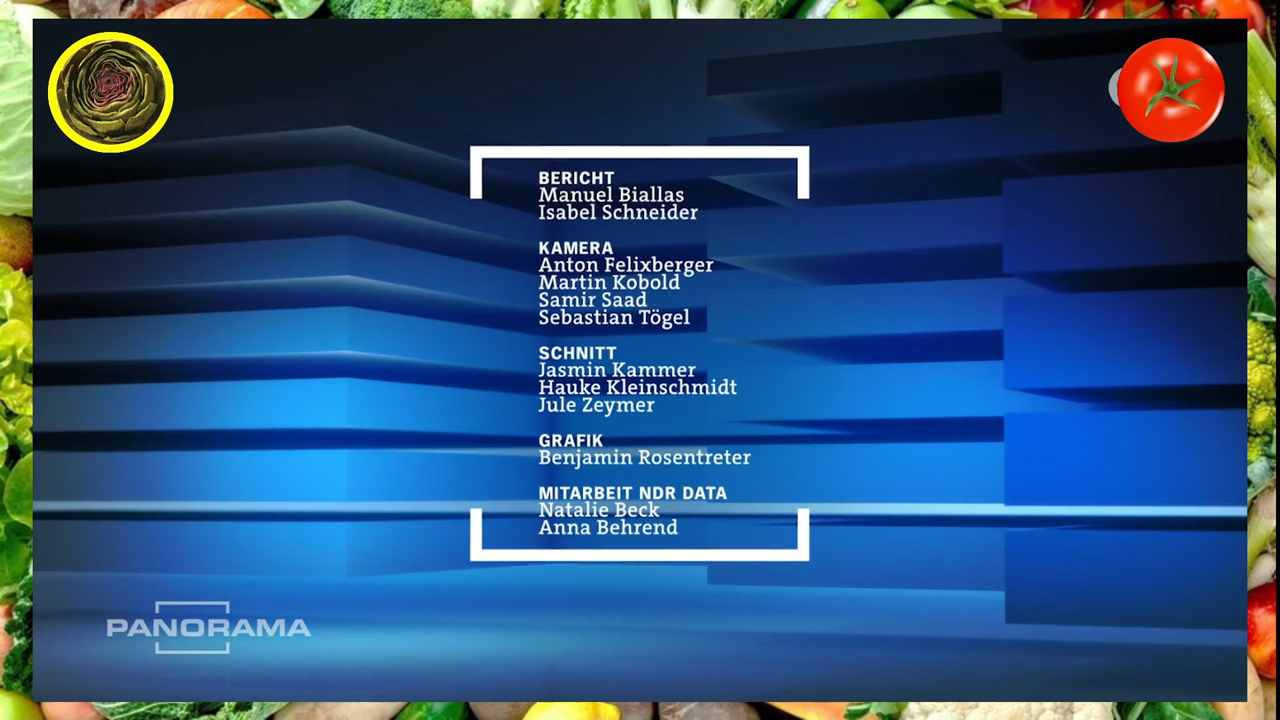 BERICHT
Manuel Biallas
Isabel Schneider
KAMERA
Anton Felixberger
Martin Kobold
Samir Saad
Sebastian Tögel
SCHNITT
Jasmin Kammer
Hauke Kleinschmidt
Jule Zeymer
GRAFIK
Benjamin Rosentreter
MITARBEIT NDR DATA
Natalie Beck
Anna Behrend
PANORAMA